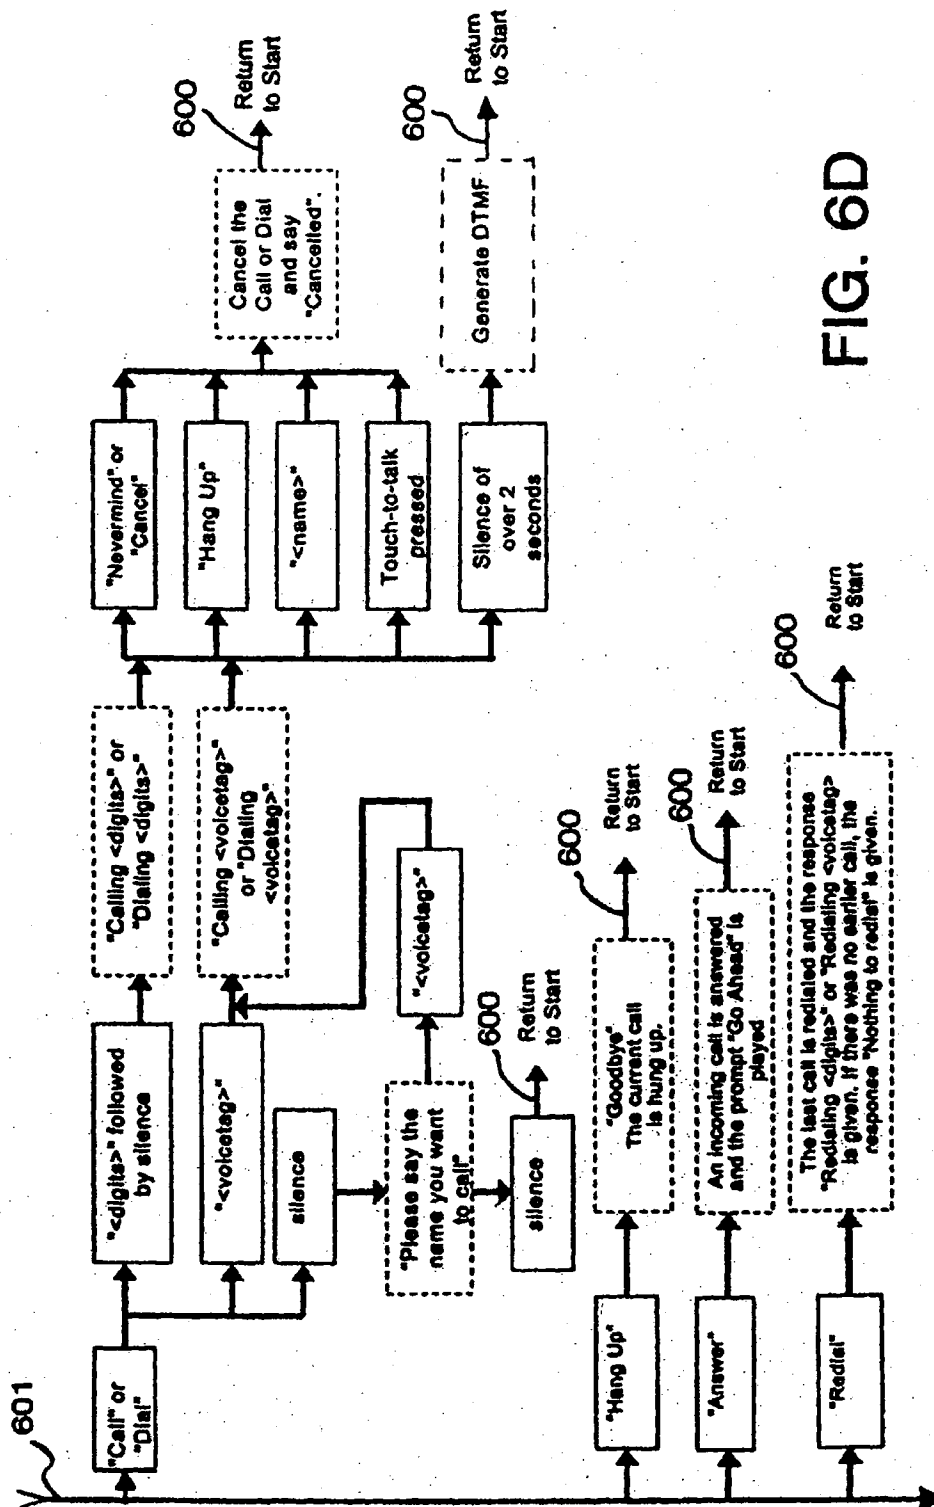 601
"Call" or
"Dial"
"<digits>" followed
by silence
"<voicetag>"
silence
"Calling <digits>" or
"Dialing <digits>"
"Calling <voicetag>"
or "Dialing
<voicetag>"
"Please say the
name you want
to call"
"<voicetag>"
silence
600
Return
to Start
"Nevermind" or
"Cancel"
"Hang Up"
"<name>"
Touch-to-talk
pressed
Silence of
over 2
seconds
Cancel the
Call or Dial
and say
"Cancelled".
600
Return
to Start
Generate DTMF
600
Return
to Start
"Hang Up"
"Goodbye"
The current call
is hung up.
600
Return
to Start
"Answer"
An incoming call is answered
and the prompt "Go Ahead" is
played
600
Return
to Start
"Redial"
The last call is redialed and the response
"Redialing <digits>" or "Redialing <voicetag>
is given. If there was no earlier call, the
response "Nothing to redial" is given.
600
Return
to Start
FIG. 6D